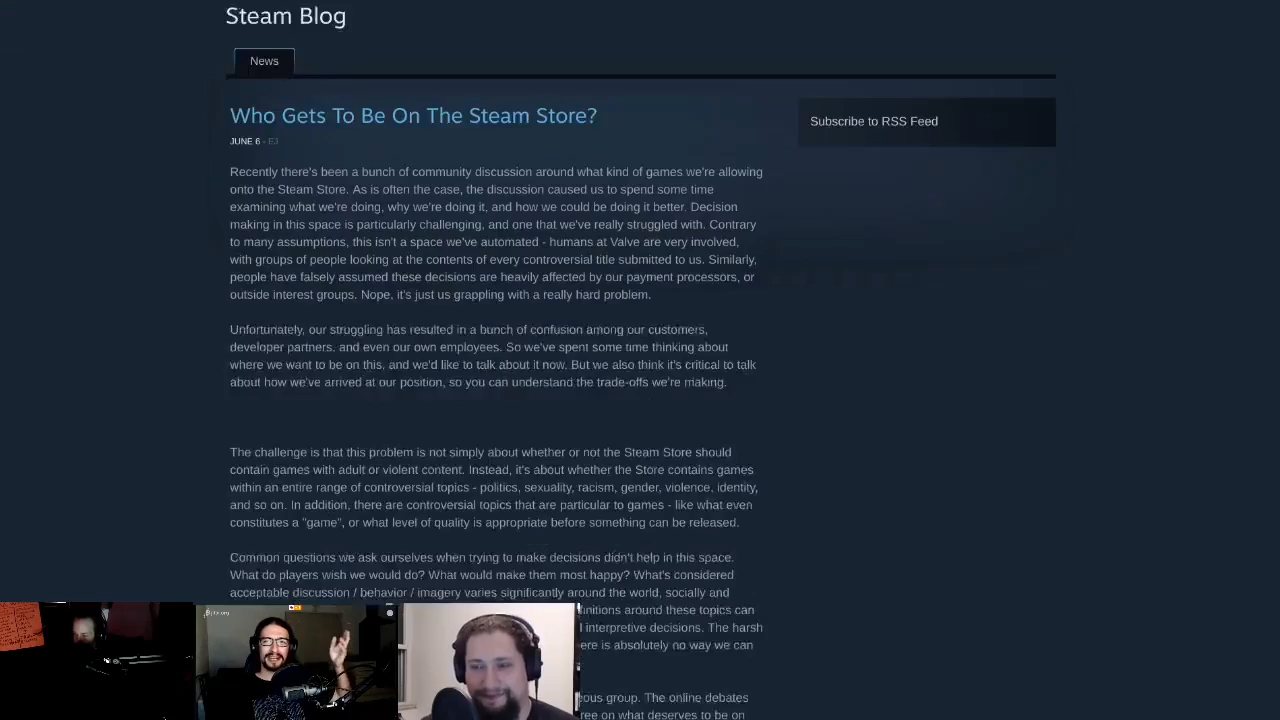 Steam Blog
News
Who Gets To Be On The Steam Store?
JUNE 6 - EJ
Subscribe to RSS Feed
Recently there's been a bunch of community discussion around what kind of games we're allowing
onto the Steam Store. As is often the case, the discussion caused us to spend some time
examining what we're doing, why we're doing it, and how we could be doing it better. Decision
making in this space is particularly challenging, and one that we've really struggled with. Contrary
to many assumptions, this isn't a space we've automated - humans at Valve are very involved,
with groups of people looking at the contents of every controversial title submitted to us. Similarly,
people have falsely assumed these decisions are heavily affected by our payment processors, or
outside interest groups. Nope, it's just us grappling with a really hard problem.
Unfortunately, our struggling has resulted in a bunch of confusion among our customers,
developer partners, and even our own employees. So we've spent some time thinking about
where we want to be on this, and we'd like to talk about it now. But we also think it's critical to talk
about how we've arrived at our position, so you can understand the trade-offs we're making.
The challenge is that this problem is not simply about whether or not the Steam Store should
contain games with adult or violent content. Instead, it's about whether the Store contains games
within an entire range of controversial topics - politics, sexuality, racism, gender, violence, identity,
and so on. In addition, there are controversial topics that are particular to games - like what even
constitutes a "game", or what level of quality is appropriate before something can be released.
Common questions we ask ourselves when trying to make decisions didn't help in this space.
What do players wish we would do? What would make them most happy? What's considered
acceptable discussion / behavior / imagery varies significantly around the world, socially and
initions around these topics can
interpretive decisions. The harsh
ere is absolutely no way we can
ous group. The online debates
ree on what deserves to be on